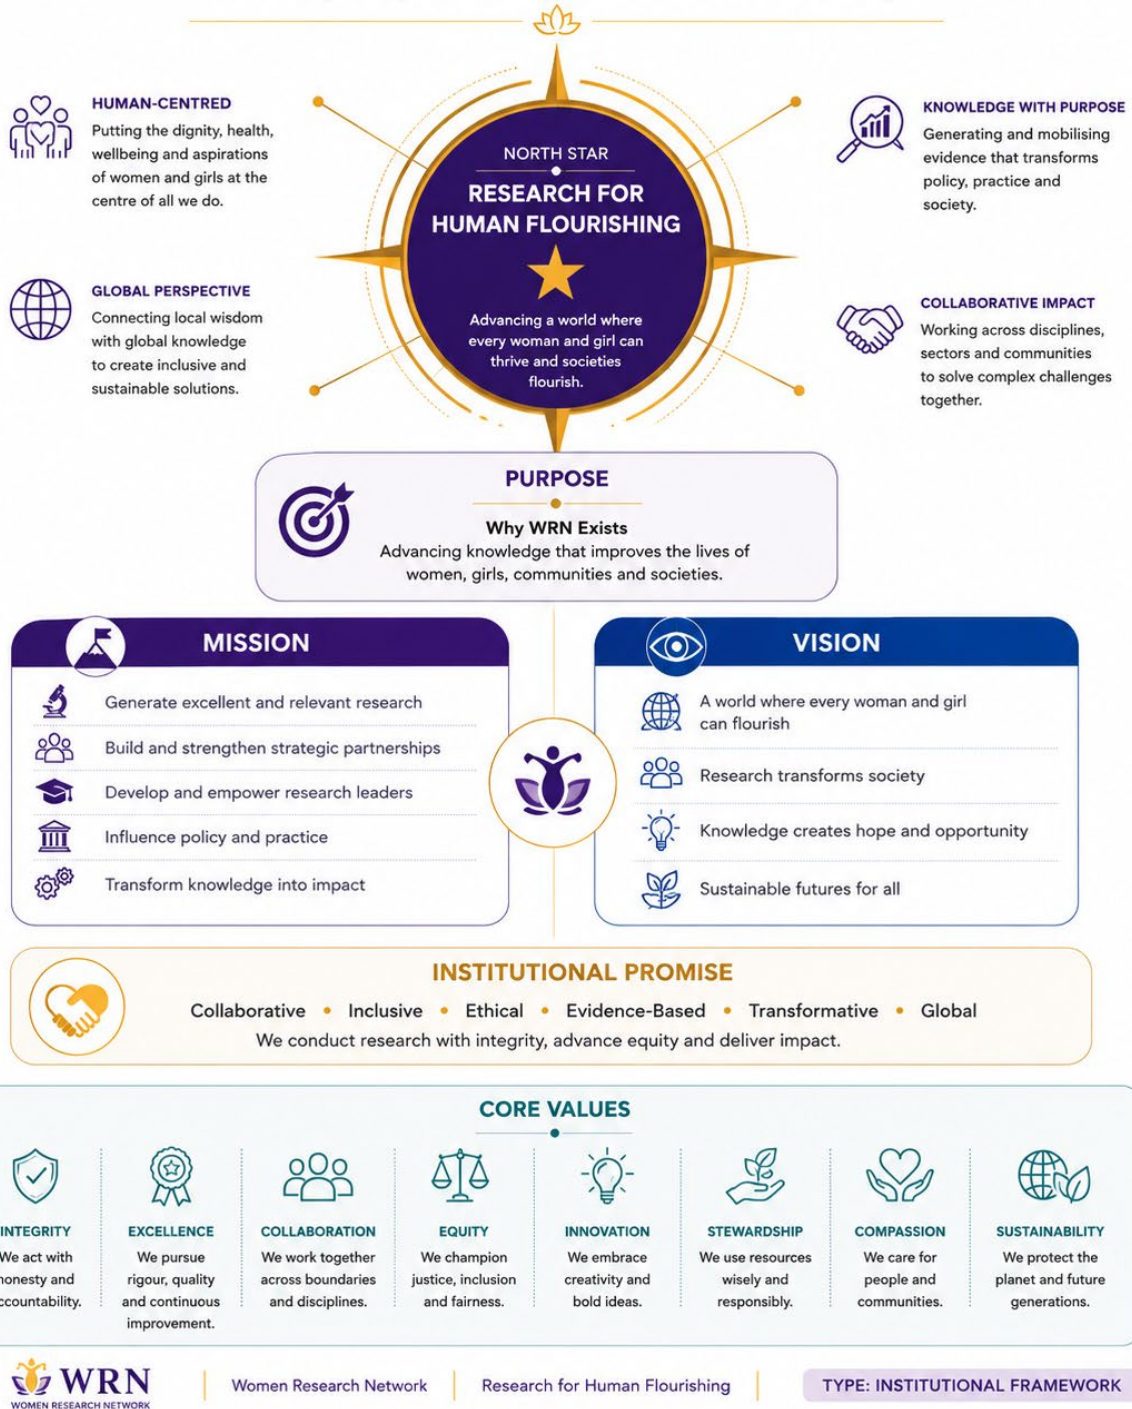 HUMAN-CENTRED
Putting the dignity, health,
wellbeing and aspirations
of women and girls at the
centre of all we do.
GLOBAL PERSPECTIVE
Connecting local wisdom
with global knowledge
to create inclusive and
sustainable solutions.
NORTH STAR
RESEARCH FOR
HUMAN FLOURISHING
Advancing a world where
every woman and girl can
thrive and societies
flourish.
KNOWLEDGE WITH PURPOSE
Generating and mobilising
evidence that transforms
policy, practice and
society.
COLLABORATIVE IMPACT
Working across disciplines,
sectors and communities
to solve complex challenges
together.
PURPOSE
Why WRN Exists
Advancing knowledge that improves the lives of
women, girls, communities and societies.
MISSION
Generate excellent and relevant research
Build and strengthen strategic partnerships
Develop and empower research leaders
Influence policy and practice
Transform knowledge into impact
VISION
A world where every woman and girl
can flourish
Research transforms society
Knowledge creates hope and opportunity
Sustainable futures for all
INSTITUTIONAL PROMISE
Collaborative • Inclusive • Ethical • Evidence-Based • Transformative • Global
We conduct research with integrity, advance equity and deliver impact.
CORE VALUES
INTEGRITY
We act with
onesty and
ccountability.
EXCELLENCE
We pursue
rigour, quality
and continuous
improvement.
COLLABORATION
We work together
across boundaries
and disciplines.
EQUITY
We champion
justice, inclusion
and fairness.
INNOVATION
We embrace
creativity and
bold ideas.
STEWARDSHIP
We use resources
wisely and
responsibly.
COMPASSION
We care for
people and
communities.
SUSTAINABILITY
We protect the
planet and future
generations.
WRN
WOMEN RESEARCH NETWORK
Women Research Network
Research for Human Flourishing
TYPE: INSTITUTIONAL FRAMEWORK